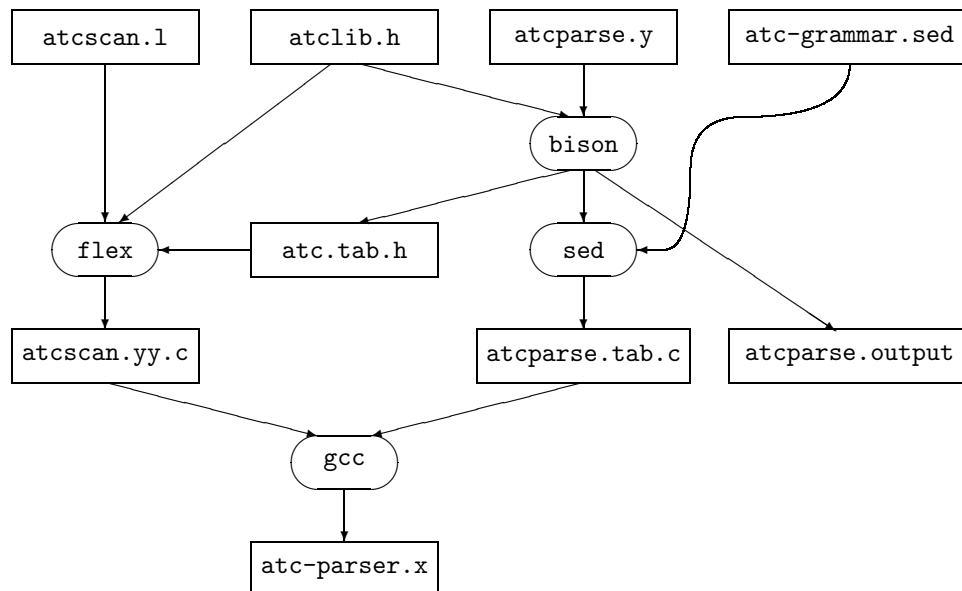 atcscan.l
atclib.h
atcparse.y
atc-grammar.sed
bison
flex
atc.tab.h
sed
atcscan.yy.c
atcparse.tab.c
atcparse.output
gcc
atc-parser.x